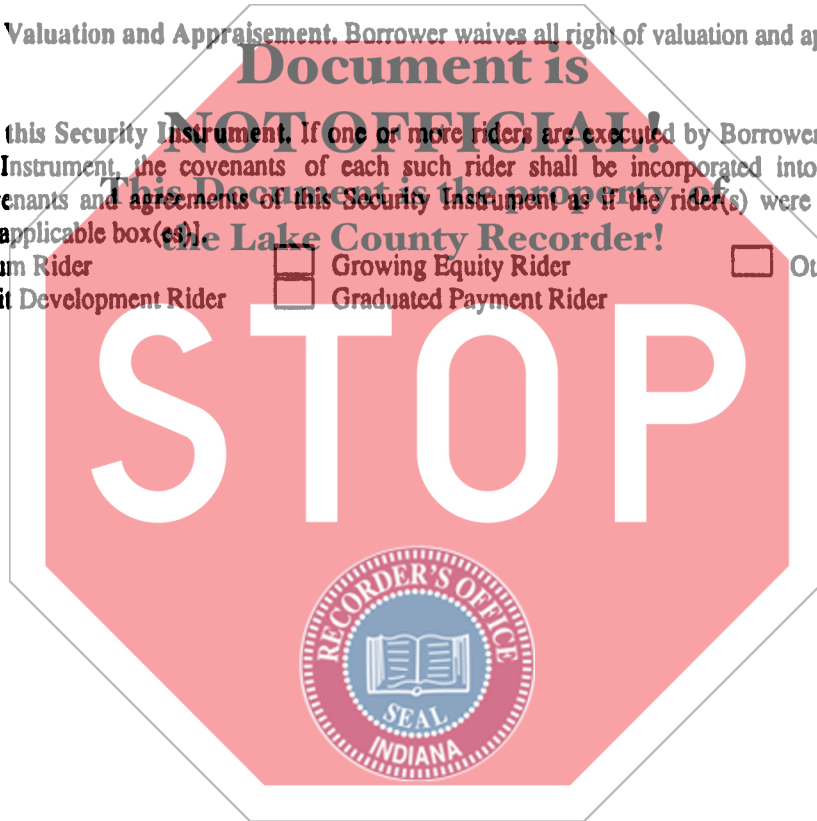 Valuation and Appraisement. Borrower waives all right of valuation and
Document is
this Security Instrument. If one or more riders are executed by Borrower
NOT OFFICIAL!
Instrument, the covenants of each such rider shall be incorporated into
and agreements of this Security Instrument as if the rider(s) were
This Document is the property of
applicable box(es)].
the Lake County Recorder!
Rider Growing Equity Rider
Development Rider Graduated Payment Rider
STOP
RECORDER'S OFFICE
SEAL
INDIANA